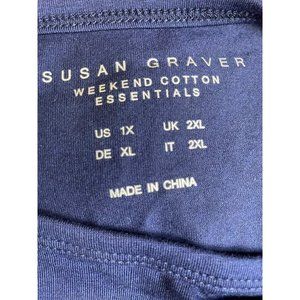 SUSAN GRAVER
WEEKEND COTTON
ESSENTIALS
US 1X UK 2XL
DE XL IT 2XL
MADE IN CHINA